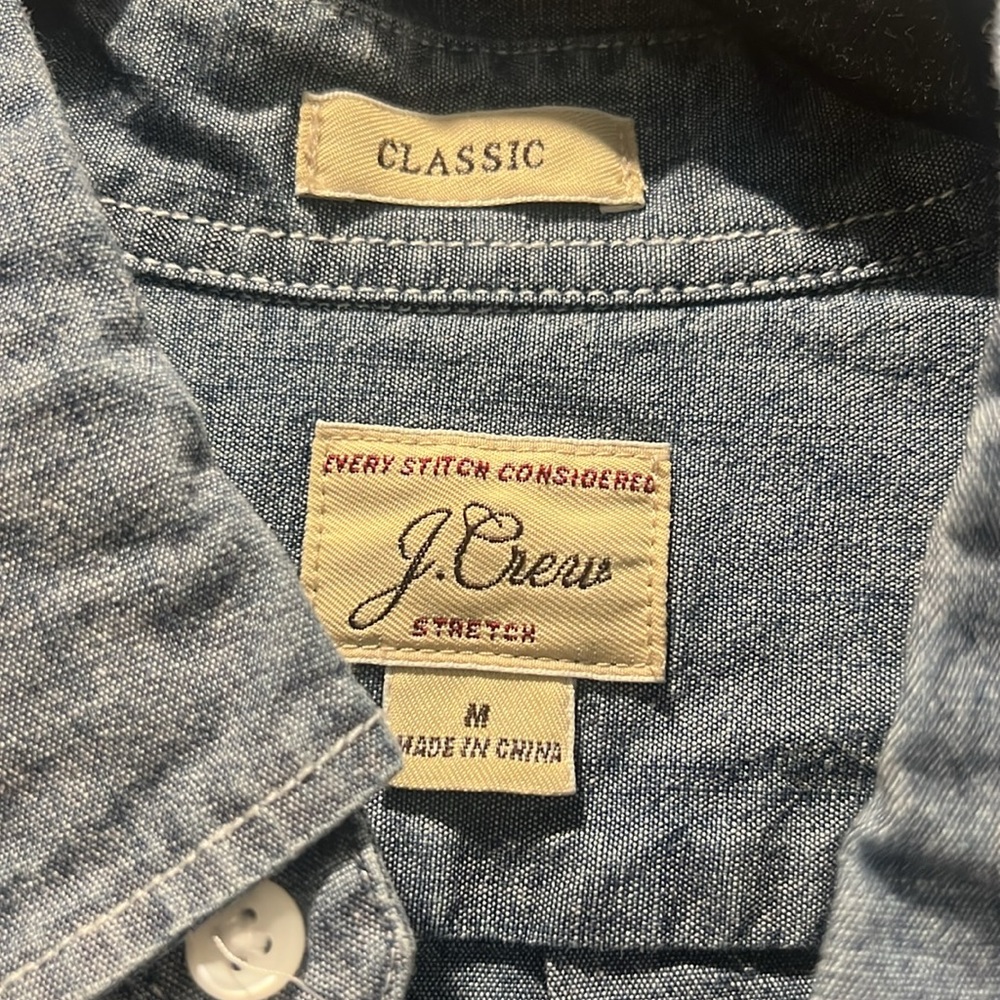 CLASSIC
EVERY STITCH CONSIDERED
J.Crew
STRETCH
M
MADE IN CHINA